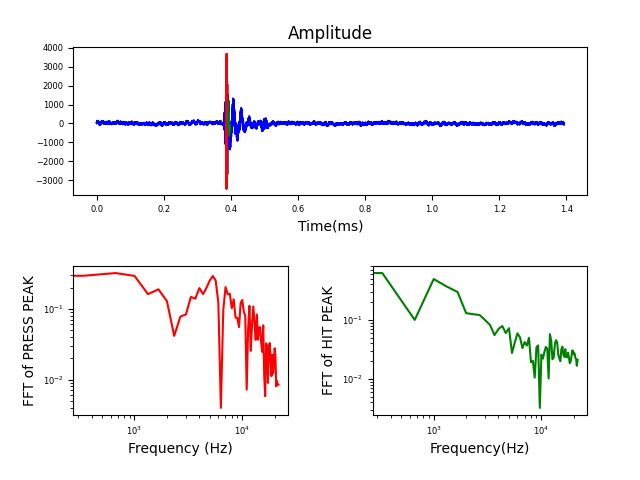 Amplitude
4000
3000
2000
1000
0
−1000
−2000
−3000
0.0 0.2 0.4 0.6 0.8 1.0 1.2 1.4
Time(ms)
FFT of PRESS PEAK
10⁻¹
10⁻²
10³ 10⁴
Frequency (Hz)
FFT of HIT PEAK
10⁻¹
10⁻²
10³ 10⁴
Frequency(Hz)